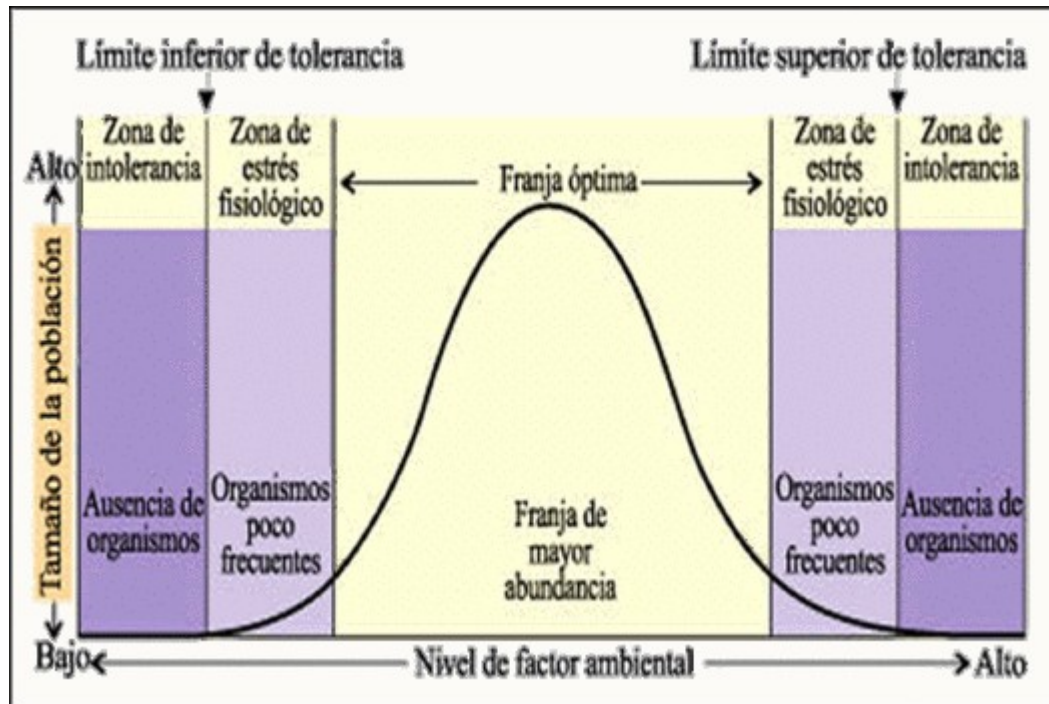 Límite inferior de tolerancia
Límite superior de tolerancia
Zona de
intolerancia
Zona de
estrés
fisiológico
Franja óptima
Zona de
estrés
fisiológico
Zona de
intolerancia
Alto
Tamaño de la población
Ausencia de
organismos
Organismos
poco
frecuentes
Franja de
mayor
abundancia
Organismos
poco
frecuentes
Ausencia de
organismos
Bajo
Nivel de factor ambiental
Alto